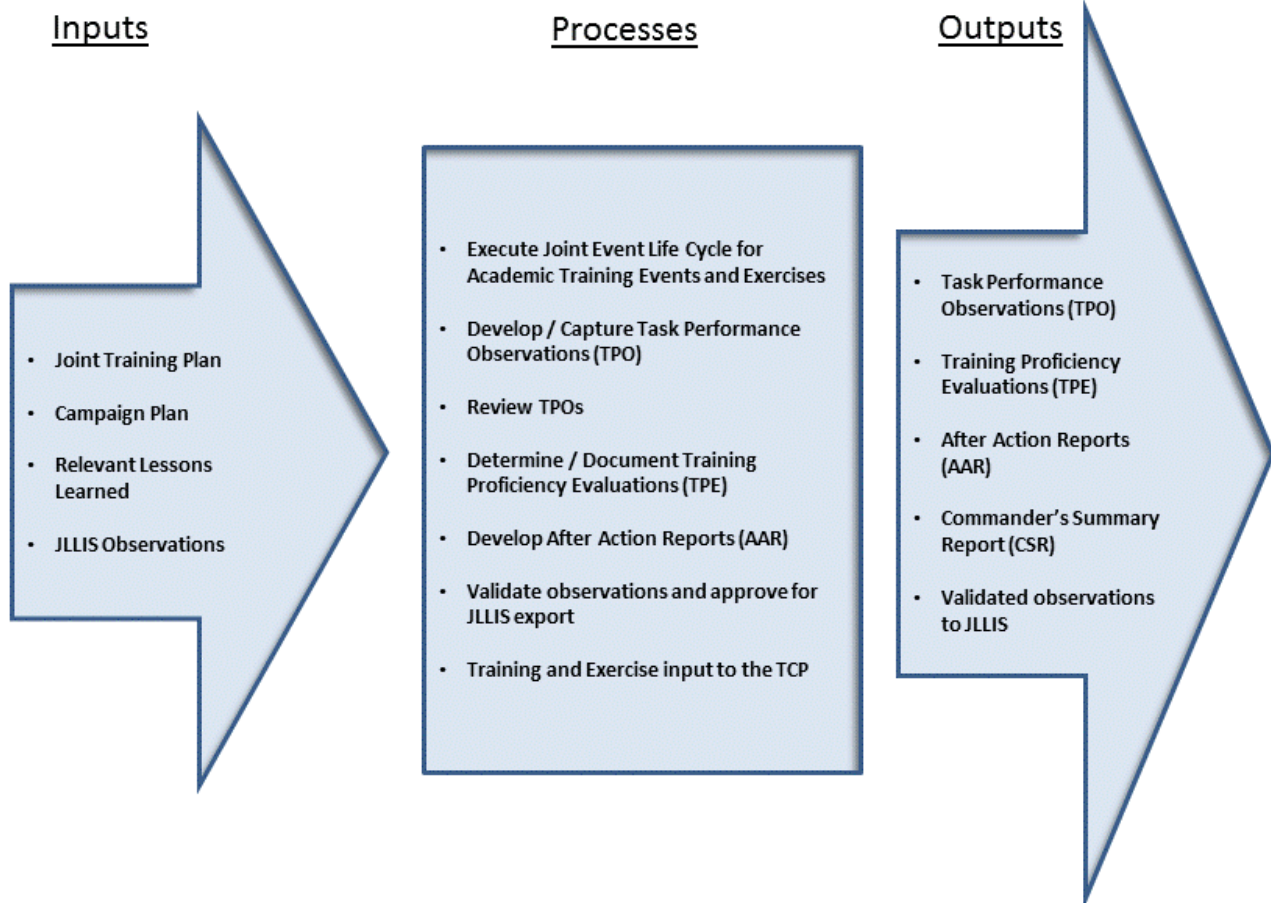 Inputs
Processes
Outputs
• Joint Training Plan
• Campaign Plan
• Relevant Lessons
Learned
• JLLIS Observations
• Execute Joint Event Life Cycle for
Academic Training Events and Exercises
• Develop / Capture Task Performance
Observations (TPO)
• Review TPOs
• Determine / Document Training
Proficiency Evaluations (TPE)
• Develop After Action Reports (AAR)
• Validate observations and approve for
JLLIS export
• Training and Exercise input to the TCP
• Task Performance
Observations (TPO)
• Training Proficiency
Evaluations (TPE)
• After Action Reports
(AAR)
• Commander's Summary
Report (CSR)
• Validated observations
to JLLIS